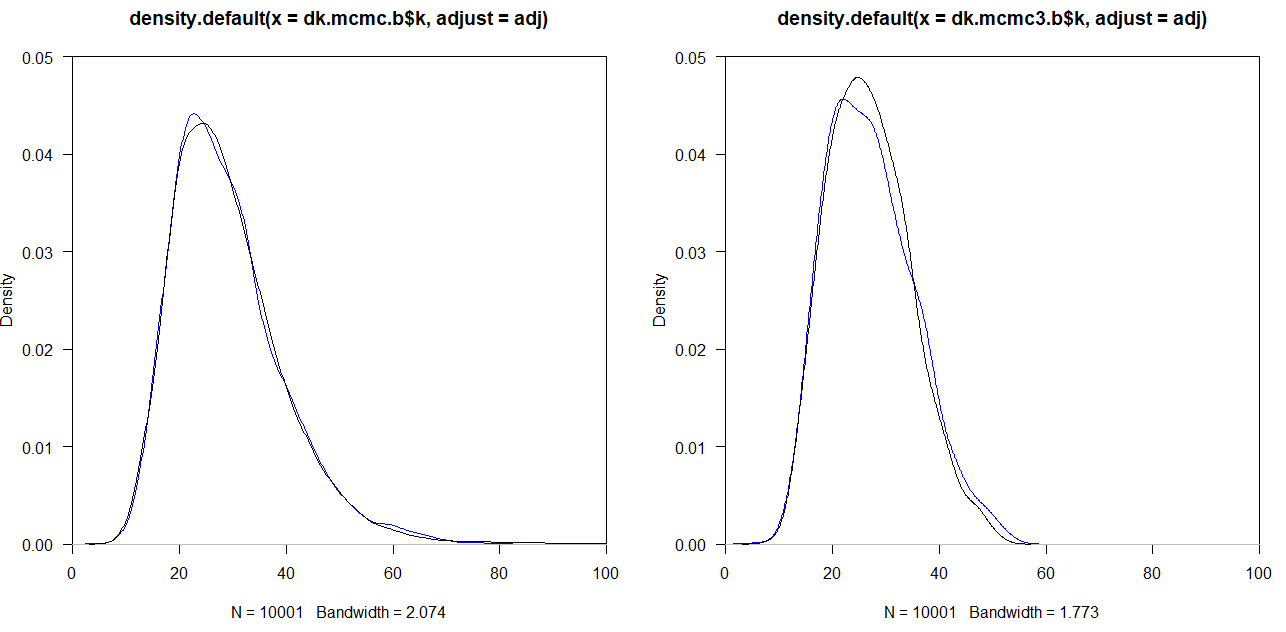 density.default(x = dk.mcmc.b$k, adjust = adj)
Density
0.05
0.04
0.03
0.02
0.01
0.00
0 20 40 60 80 100
N = 10001 Bandwidth = 2.074
density.default(x = dk.mcmc3.b$k, adjust = adj)
Density
0.05
0.04
0.03
0.02
0.01
0.00
0 20 40 60 80 100
N = 10001 Bandwidth = 1.773